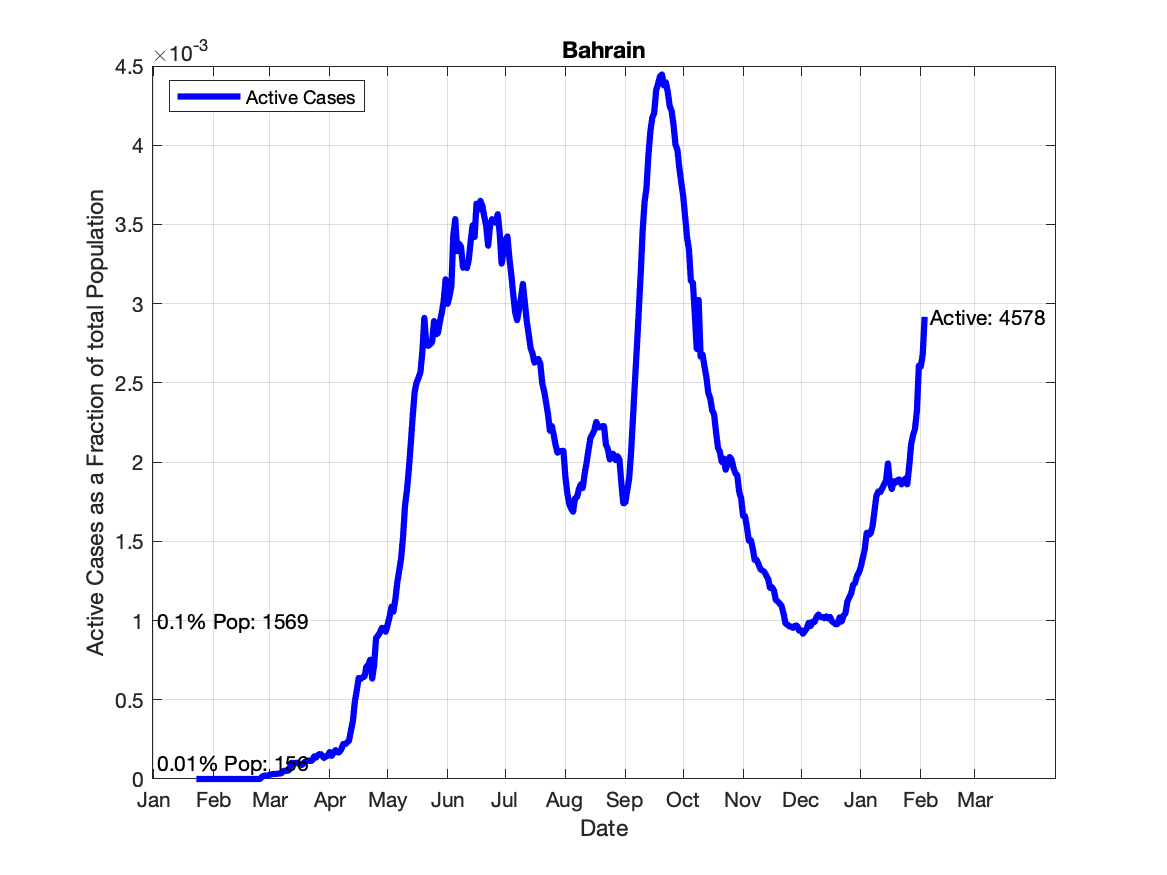 Bahrain
×10-3
Active Cases
4.5
4
3.5
3
2.5
2
1.5
1
0.5
0
Active Cases as a Fraction of total Population
Active: 4578
0.1% Pop: 1569
0.01% Pop: 156
Jan Feb Mar Apr May Jun Jul Aug Sep Oct Nov Dec Jan Feb Mar
Date